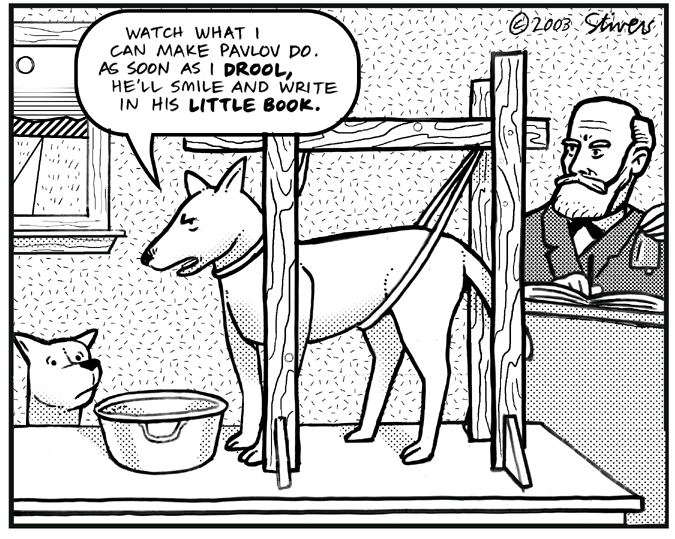 © 2003 Stivers
WATCH WHAT I
CAN MAKE PAVLOV DO.
AS SOON AS I DROOL,
HE'LL SMILE AND WRITE
IN HIS LITTLE BOOK.